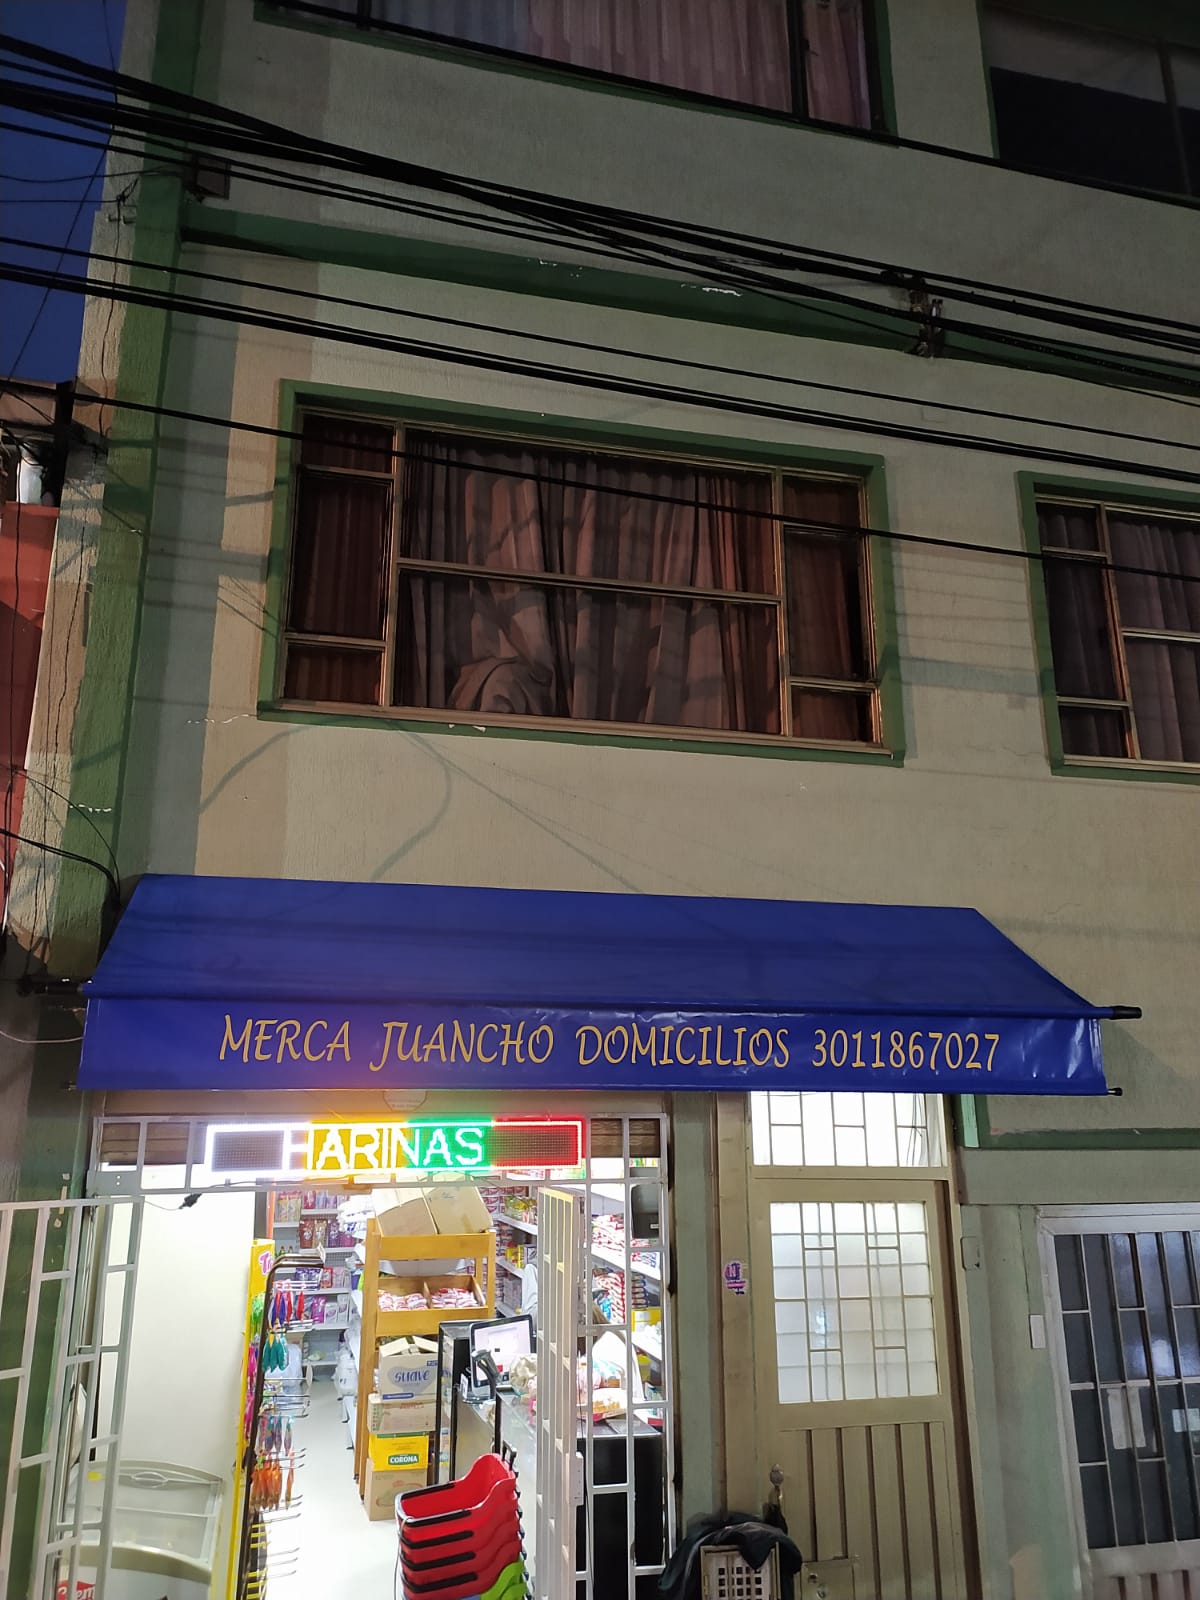 MERCA JUANCHO DOMICILIOS 3011867027
HARINAS
SUAVE
CORONA